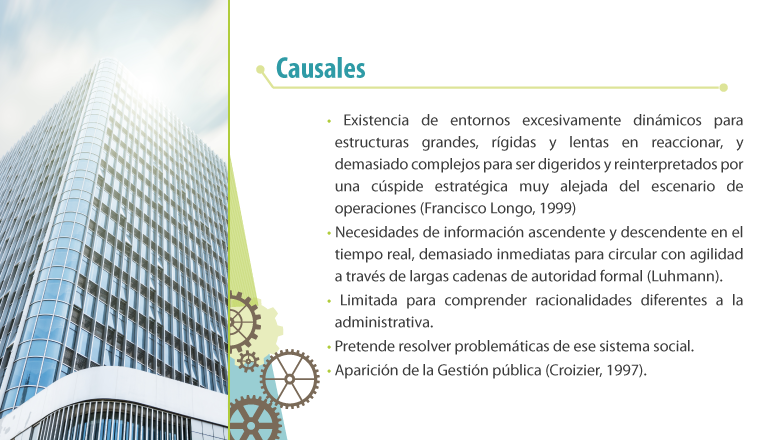 Causales
• Existencia de entornos excesivamente dinámicos para
estructuras grandes, rígidas y lentas en reaccionar, y
demasiado complejos para ser digeridos y reinterpretados por
una cúspide estratégica muy alejada del escenario de
operaciones (Francisco Longo, 1999)
• Necesidades de información ascendente y descendente en el
tiempo real, demasiado inmediatas para circular con agilidad
a través de largas cadenas de autoridad formal (Luhmann).
• Limitada para comprender racionalidades diferentes a la
administrativa.
• Pretende resolver problemáticas de ese sistema social.
• Aparición de la Gestión pública (Croizier, 1997).